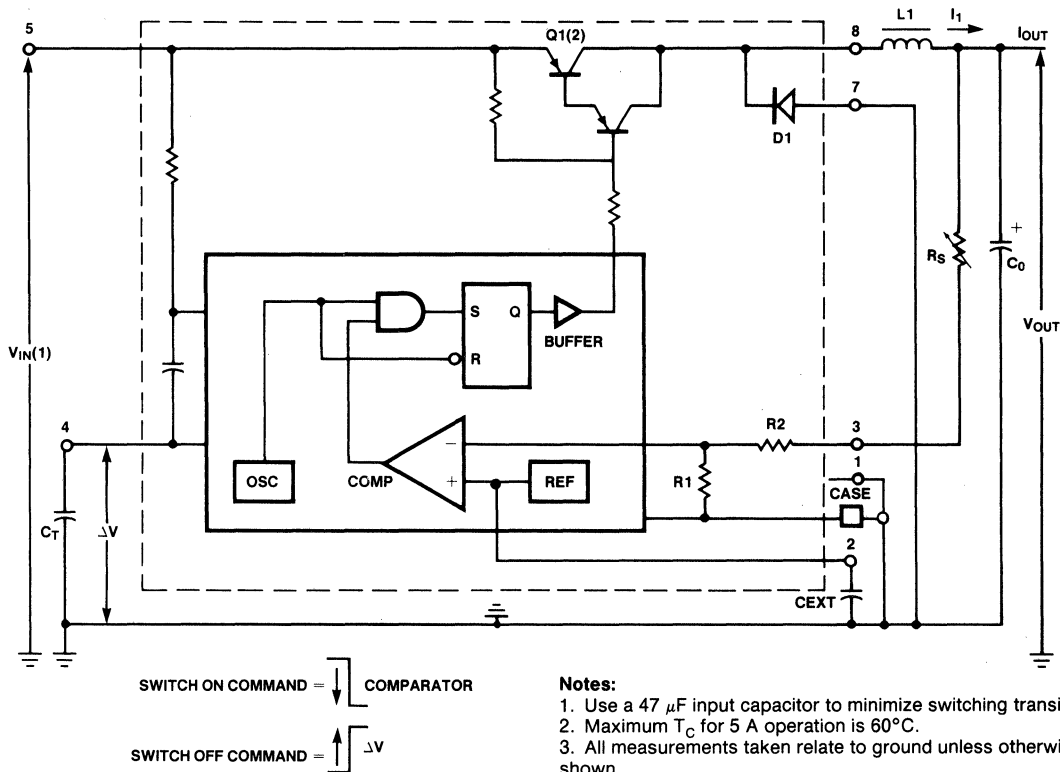 5
Q1(2)
8
L1
I1
IOUT
7
D1
RS
+
C0
S
Q
BUFFER
R
VIN(1)
VOUT
4
R2
3
−
1
OSC
COMP
+
REF
R1
CASE
CT
ΔV
2
CEXT
SWITCH ON COMMAND = COMPARATOR
SWITCH OFF COMMAND = ΔV
Notes:
1. Use a 47 μF input capacitor to minimize switching transi
2. Maximum TC for 5 A operation is 60°C.
3. All measurements taken relate to ground unless otherwi
shown